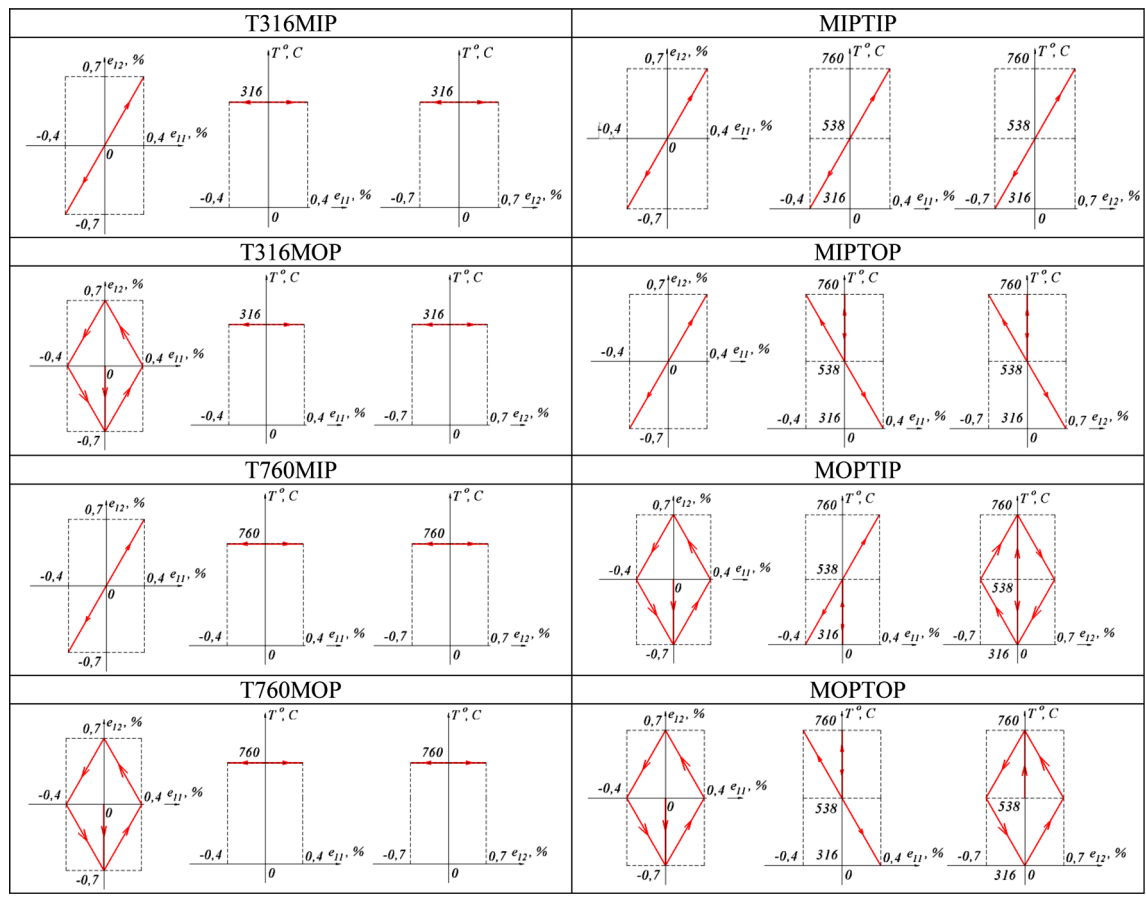 T316MIP
0,7 e12, %
-0,4
0,4 e11, %
0
-0,7
T°, C
316
-0,4
0,4 e11, %
0
T°, C
316
-0,7
0,7 e12, %
0
MIPTIP
0,7 e12, %
-0,4
0,4 e11, %
0
-0,7
T°, C
760
538
-0,4
316
0,4 e11, %
0
T°, C
760
538
-0,7
316
0,7 e12, %
0
T316MOP
0,7 e12, %
-0,4
0,4 e11, %
0
-0,7
T°, C
316
-0,4
0,4 e11, %
0
T°, C
316
-0,7
0,7 e12, %
0
MIPTOP
0,7 e12, %
-0,4
0,4 e11, %
0
-0,7
T°, C
760
538
-0,4
316
0,4 e11, %
0
T°, C
760
538
-0,7
316
0,7 e12, %
0
T760MIP
0,7 e12, %
-0,4
0,4 e11, %
0
-0,7
T°, C
760
-0,4
0,4 e11, %
0
T°, C
760
-0,7
0,7 e12, %
0
MOPTIP
0,7 e12, %
-0,4
0,4 e11, %
0
-0,7
T°, C
760
538
-0,4
316
0,4 e11, %
0
T°, C
760
538
-0,7
0,7 e12, %
316
0
T760MOP
0,7 e12, %
-0,4
0,4 e11, %
0
-0,7
T°, C
760
-0,4
0,4 e11, %
0
T°, C
760
-0,7
0,7 e12, %
0
MOPTOP
0,7 e12, %
-0,4
0,4 e11, %
0
-0,7
T°, C
760
538
-0,4
316
0,4 e11, %
0
T°, C
760
538
-0,7
0,7 e12, %
316
0